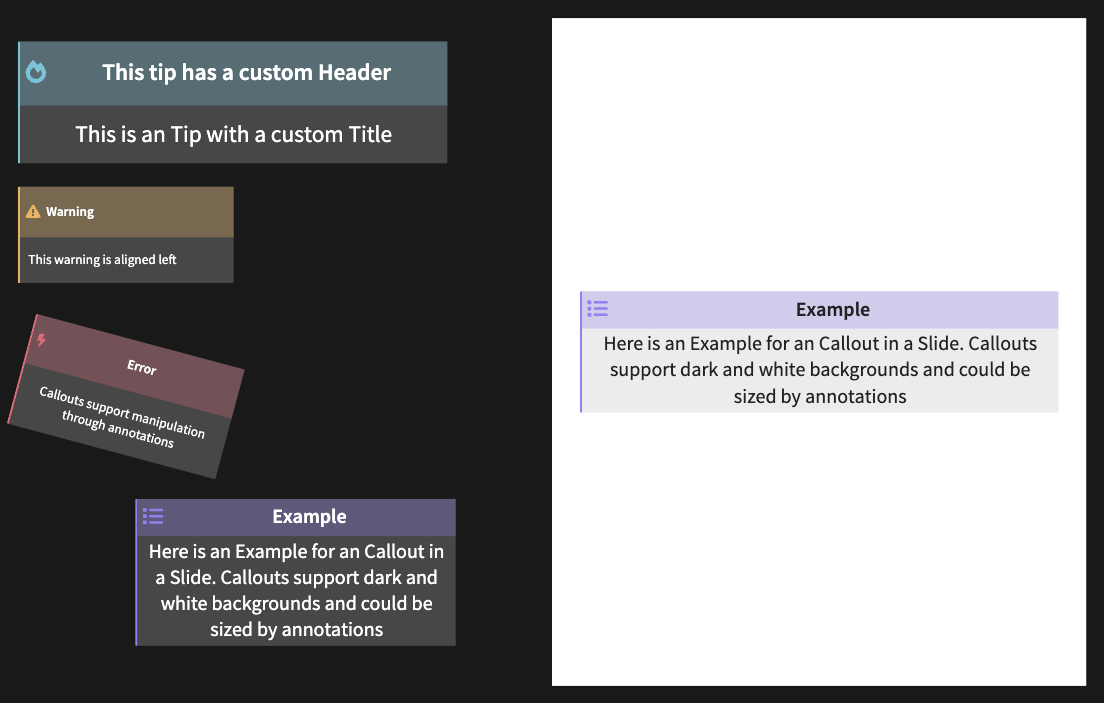 This tip has a custom Header
This is an Tip with a custom Title
Warning
This warning is aligned left
Error
Callouts support manipulation
through annotations
Example
Here is an Example for an Callout in
a Slide. Callouts support dark and
white backgrounds and could be
sized by annotations
Example
Here is an Example for an Callout in a Slide. Callouts
support dark and white backgrounds and could be
sized by annotations